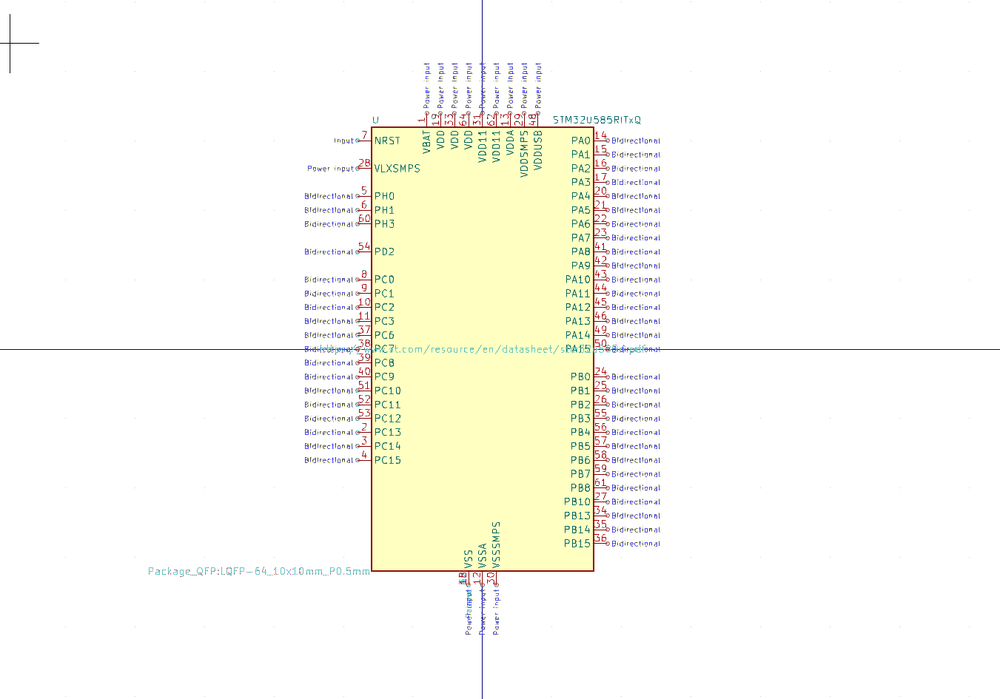 Power input Power input Power input Power input Power input Power input Power input Power input Power input
1 19 33 64 31 62 13 29 48
U STM32U585RITxQ
VBAT VDD VDD VDD VDD11 VDD11 VDDA VDDSMPS VDDUSB
Input 7 NRST PA0 14 Bidirectional
PA1 15 Bidirectional
Power input 28 VLXSMPS PA2 16 Bidirectional
PA3 17 Bidirectional
Bidirectional 5 PH0 PA4 20 Bidirectional
Bidirectional 6 PH1 PA5 21 Bidirectional
Bidirectional 60 PH3 PA6 22 Bidirectional
PA7 23 Bidirectional
Bidirectional 54 PD2 PA8 41 Bidirectional
PA9 42 Bidirectional
Bidirectional 8 PC0 PA10 43 Bidirectional
Bidirectional 9 PC1 PA11 44 Bidirectional
Bidirectional 10 PC2 PA12 45 Bidirectional
Bidirectional 11 PC3 PA13 46 Bidirectional
Bidirectional 37 PC6 PA14 49 Bidirectional
Bidirectional 38 PC7 PA15 50 Bidirectional
st.com/resource/en/datasheet/
Bidirectional 39 PC8
Bidirectional 40 PC9 PB0 24 Bidirectional
Bidirectional 51 PC10 PB1 25 Bidirectional
Bidirectional 52 PC11 PB2 26 Bidirectional
Bidirectional 53 PC12 PB3 55 Bidirectional
Bidirectional 2 PC13 PB4 56 Bidirectional
Bidirectional 3 PC14 PB5 57 Bidirectional
Bidirectional 4 PC15 PB6 58 Bidirectional
PB7 59 Bidirectional
PB8 61 Bidirectional
PB10 27 Bidirectional
PB13 34 Bidirectional
PB14 35 Bidirectional
PB15 36 Bidirectional
VSS VSSA VSSSMPS
Package_QFP:LQFP-64_10x10mm_P0.5mm
12 30
Power input Power input